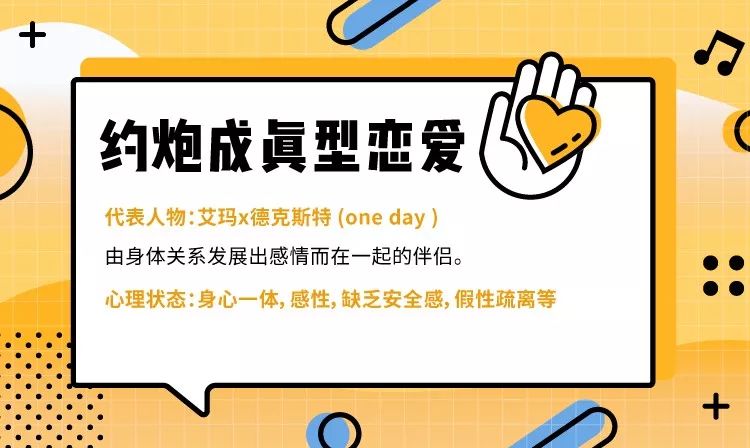 约炮成真型恋爱
代表人物:艾玛x德克斯特 (one day )
由身体关系发展出感情而在一起的伴侣。
心理状态:身心一体, 感性, 缺乏安全感, 假性疏离等